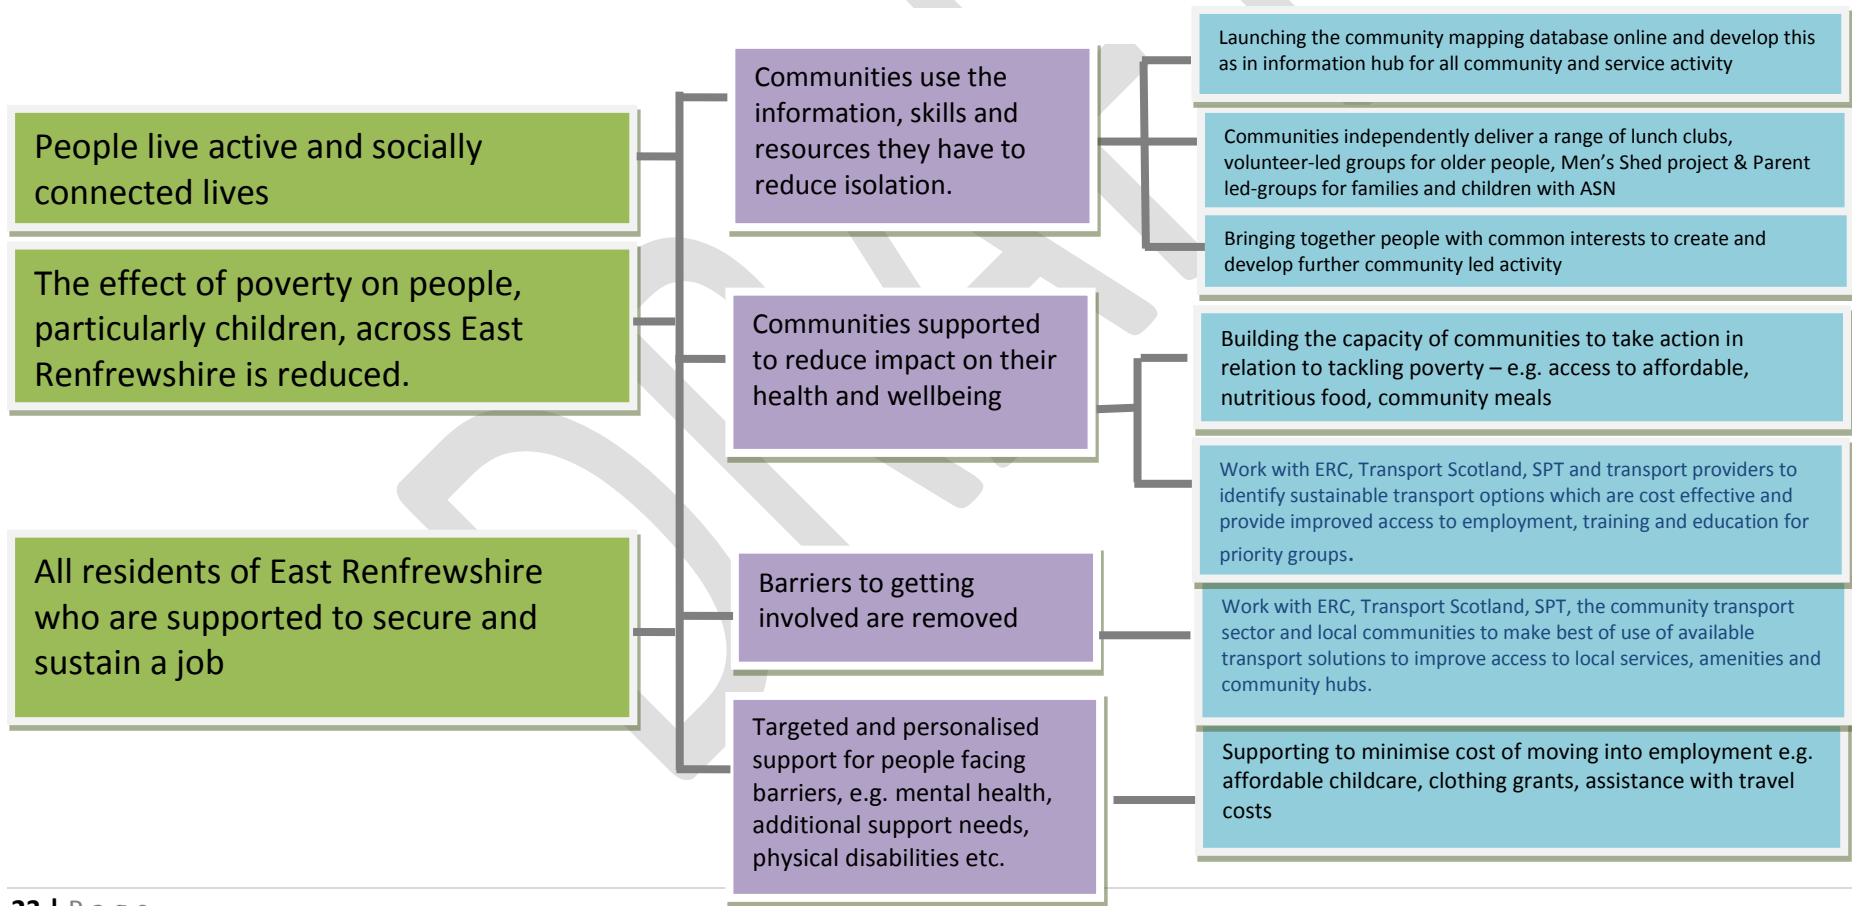 People live active and socially
connected lives
The effect of poverty on people,
particularly children, across East
Renfrewshire is reduced.
All residents of East Renfrewshire
who are supported to secure and
sustain a job
Communities use the
information, skills and
resources they have to
reduce isolation.
Communities supported
to reduce impact on their
health and wellbeing
Barriers to getting
involved are removed
Targeted and personalised
support for people facing
barriers, e.g. mental health,
additional support needs,
physical disabilities etc.
Launching the community mapping database online and develop this
as in information hub for all community and service activity
Communities independently deliver a range of lunch clubs,
volunteer-led groups for older people, Men’s Shed project & Parent
led-groups for families and children with ASN
Bringing together people with common interests to create and
develop further community led activity
Building the capacity of communities to take action in
relation to tackling poverty – e.g. access to affordable,
nutritious food, community meals
Work with ERC, Transport Scotland, SPT and transport providers to
identify sustainable transport options which are cost effective and
provide improved access to employment, training and education for
priority groups.
Work with ERC, Transport Scotland, SPT, the community transport
sector and local communities to make best of use of available
transport solutions to improve access to local services, amenities and
community hubs.
Supporting to minimise cost of moving into employment e.g.
affordable childcare, clothing grants, assistance with travel
costs